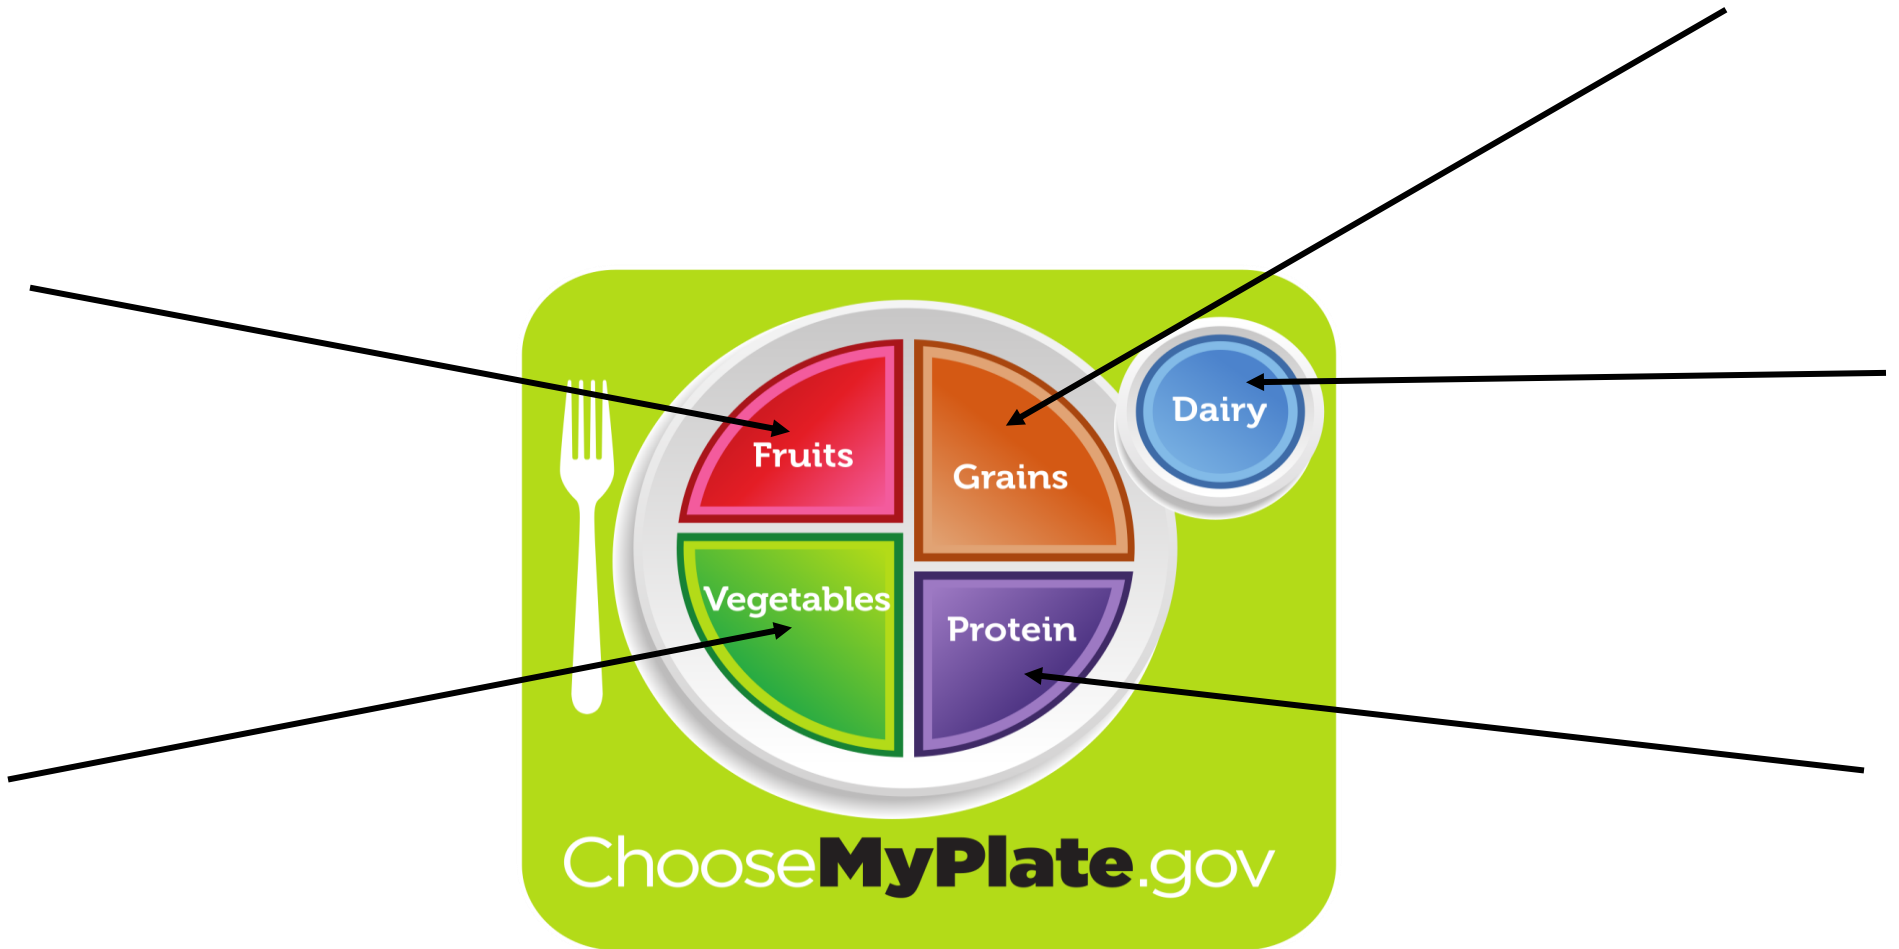 Fruits
Grains
Dairy
Vegetables
Protein
ChooseMyPlate.gov